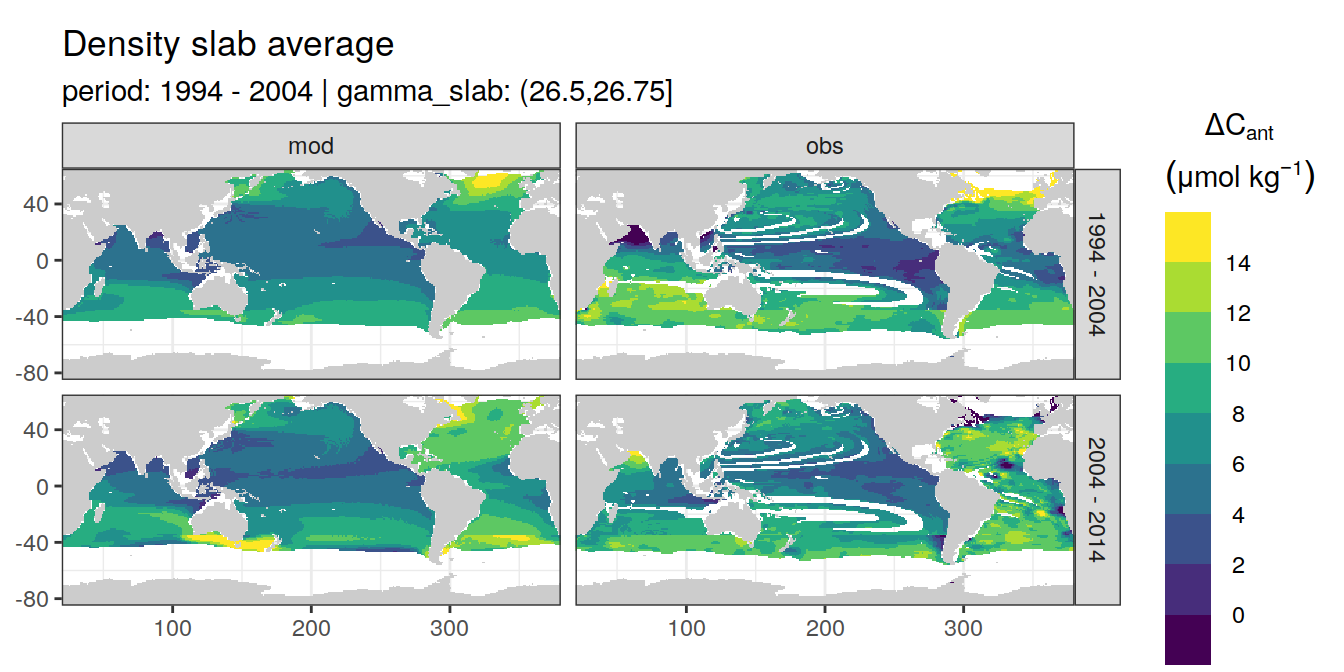 Density slab average
period: 1994 - 2004 | gamma_slab: (26.5,26.75]
mod
obs
40
0
-40
-80
1994 - 2004
40
0
-40
-80
2004 - 2014
100
200
300
100
200
300
ΔCant
(μmol kg⁻¹)
14
12
10
8
6
4
2
0